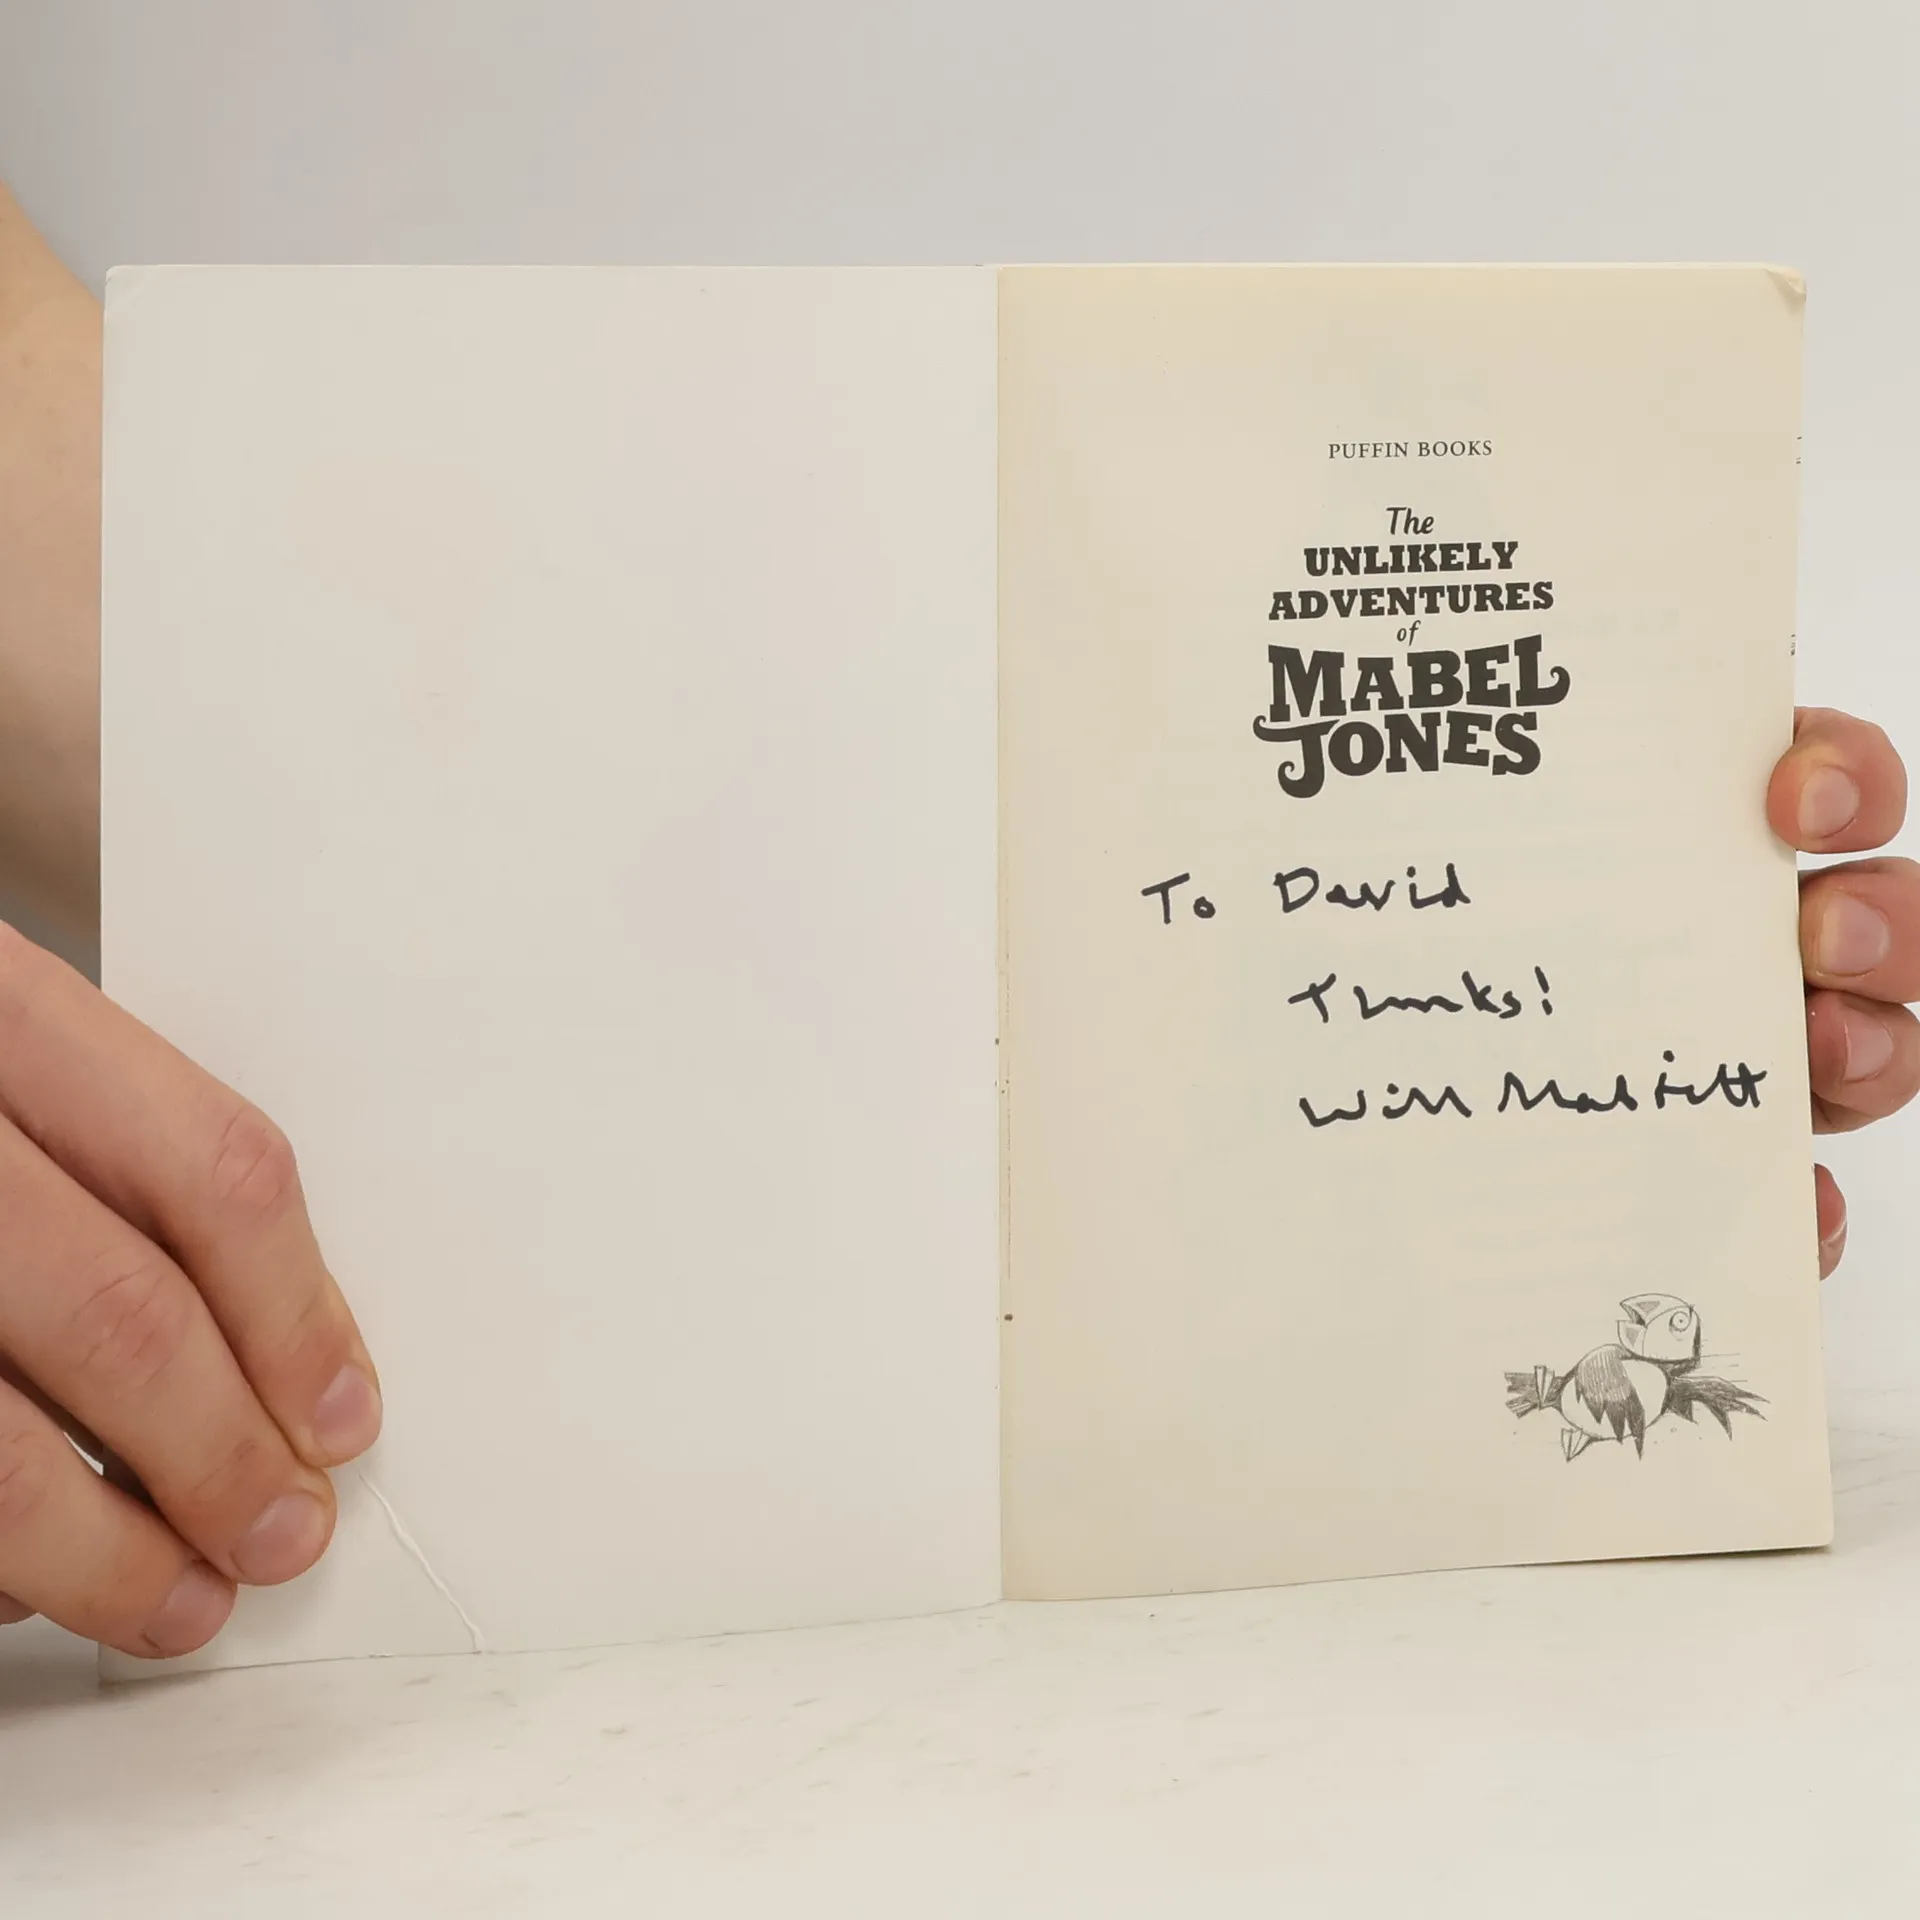 PUFFIN BOOKS
The
UNLIKELY
ADVENTURES
of
MABEL
JONES
To David
Thanks!
Will Mabbitt